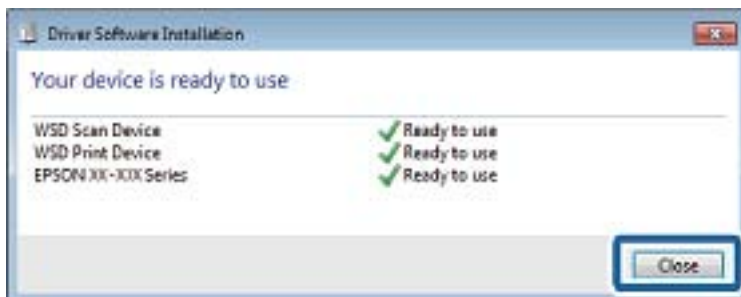 Driver Software Installation
Your device is ready to use
WSD Scan Device Ready to use
WSD Print Device Ready to use
EPSON XX-XXX Series Ready to use
Close